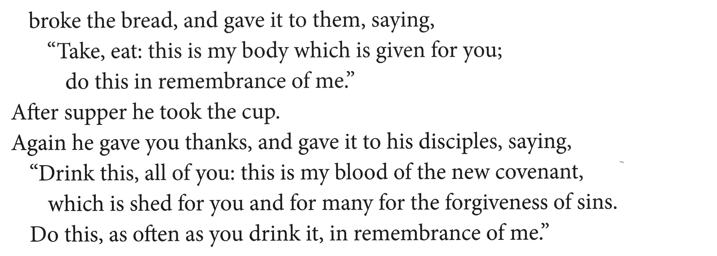 broke the bread, and gave it to them, saying,
“Take, eat: this is my body which is given for you;
do this in remembrance of me.”
After supper he took the cup.
Again he gave you thanks, and gave it to his disciples, saying,
“Drink this, all of you: this is my blood of the new covenant,
which is shed for you and for many for the forgiveness of sins.
Do this, as often as you drink it, in remembrance of me.”